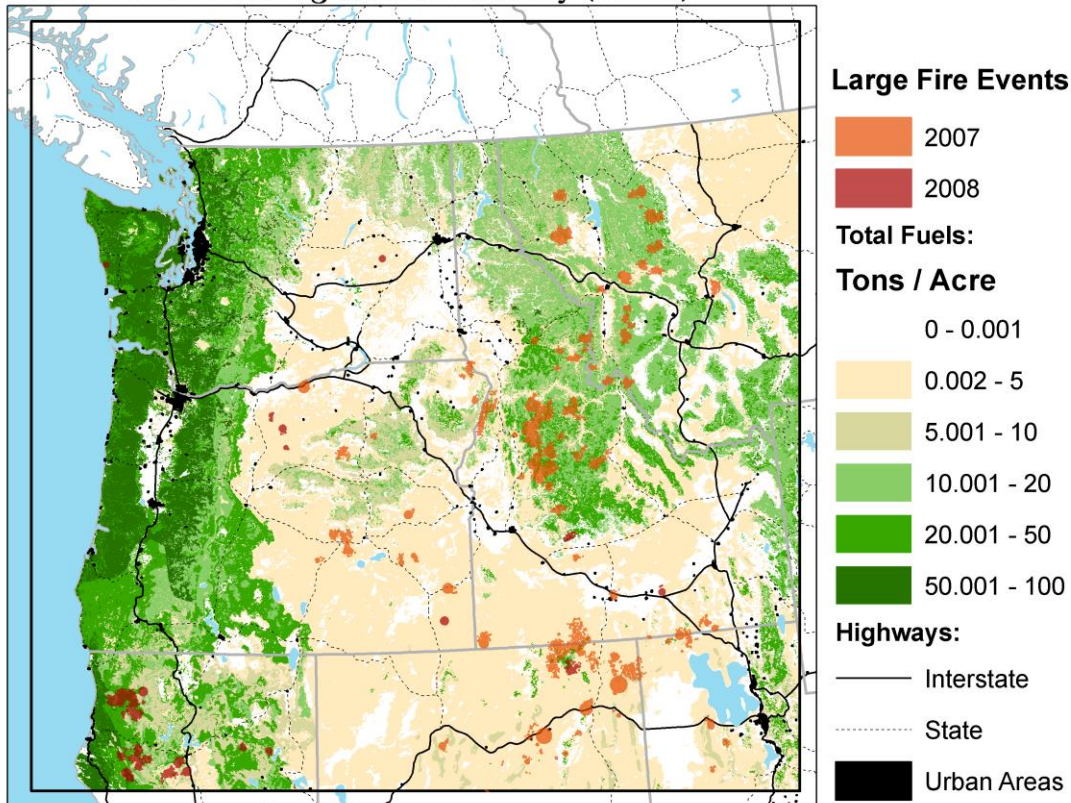 Large Fire Events
2007
2008
Total Fuels:
Tons / Acre
0 - 0.001
0.002 - 5
5.001 - 10
10.001 - 20
20.001 - 50
50.001 - 100
Highways:
Interstate
State
Urban Areas